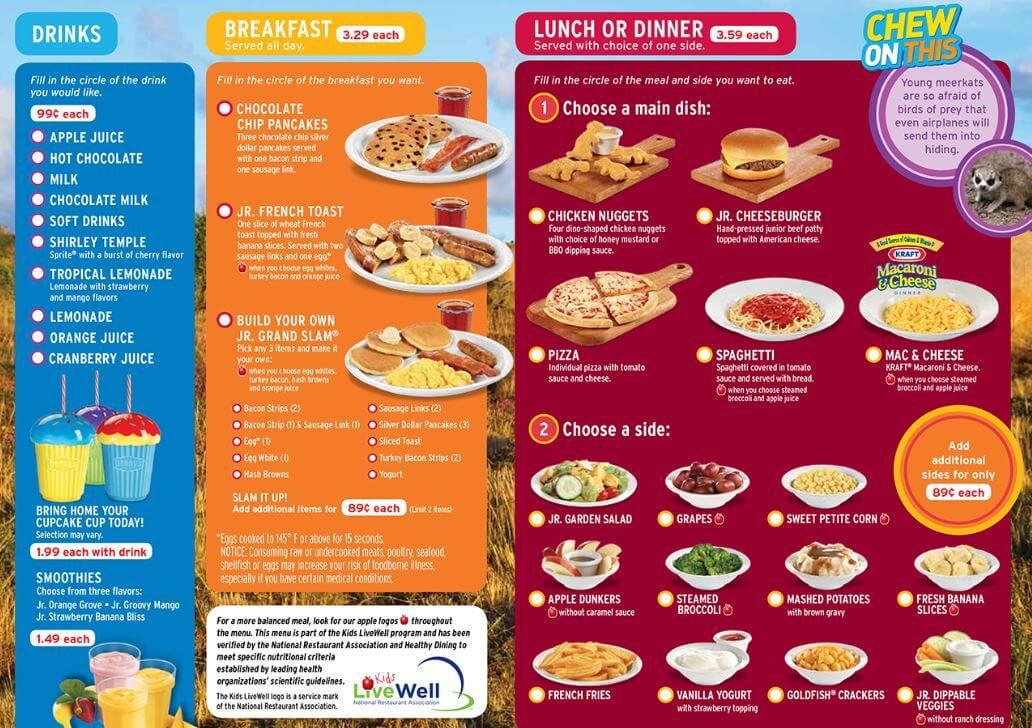 DRINKS
Fill in the circle of the drink
you would like.
99¢ each
APPLE JUICE
HOT CHOCOLATE
MILK
CHOCOLATE MILK
SOFT DRINKS
SHIRLEY TEMPLE
Sprite® with a burst of cherry flavor
TROPICAL LEMONADE
Lemonade with strawberry
and mango flavors
LEMONADE
ORANGE JUICE
CRANBERRY JUICE
Denny's
Denny's
BRING HOME YOUR
CUPCAKE CUP TODAY!
Selection may vary.
1.99 each with drink
SMOOTHIES
Choose from three flavors:
Jr. Orange Grove • Jr. Groovy Mango
Jr. Strawberry Banana Bliss
1.49 each
BREAKFAST 3.29 each
Served all day.
Fill in the circle of the breakfast you want.
CHOCOLATE
CHIP PANCAKES
Three chocolate chip silver
dollar pancakes served
with one bacon strip and
one sausage link.
JR. FRENCH TOAST
One slice of wheat French
toast topped with fresh
banana slices. Served with two
sausage links and one egg.*
when you choose egg whites,
turkey bacon and orange juice
BUILD YOUR OWN
JR. GRAND SLAM®
Pick any 3 items and make it
your own:
when you choose egg whites,
turkey bacon, hash browns
and orange juice
Bacon Strips (2)
Bacon Strip (1) & Sausage Link (1)
Egg* (1)
Egg White (1)
Hash Browns
Sausage Links (2)
Silver Dollar Pancakes (3)
Sliced Toast
Turkey Bacon Strips (2)
Yogurt
SLAM IT UP!
Add additional items for 89¢ each (Limit 2 items)
*Eggs cooked to 145° F or above for 15 seconds.
NOTICE: Consuming raw or undercooked meats, poultry, seafood,
shellfish or eggs may increase your risk of foodborne illness,
especially if you have certain medical conditions.
For a more balanced meal, look for our apple logos throughout
the menu. This menu is part of the Kids LiveWell program and has been
verified by the National Restaurant Association and Healthy Dining to
meet specific nutritional criteria
established by leading health
organizations' scientific guidelines.
The Kids LiveWell logo is a service mark
of the National Restaurant Association.
Kids
LiveWell
National Restaurant Association
LUNCH OR DINNER 3.59 each
Served with choice of one side.
Fill in the circle of the meal and side you want to eat.
1 Choose a main dish:
CHICKEN NUGGETS
Four dino-shaped chicken nuggets
with choice of honey mustard or
BBQ dipping sauce.
JR. CHEESEBURGER
Hand-pressed junior beef patty
topped with American cheese.
PIZZA
Individual pizza with tomato
sauce and cheese.
SPAGHETTI
Spaghetti covered in tomato
sauce and served with bread.
when you choose steamed
broccoli and apple juice
A Good Source of Calcium & Vitamin D
KRAFT
Macaroni
& Cheese
DINNER
MAC & CHEESE
KRAFT® Macaroni & Cheese.
when you choose steamed
broccoli and apple juice
2 Choose a side:
JR. GARDEN SALAD
GRAPES
SWEET PETITE CORN
APPLE DUNKERS
without caramel sauce
STEAMED
BROCCOLI
MASHED POTATOES
with brown gravy
FRESH BANANA
SLICES
FRENCH FRIES
VANILLA YOGURT
with strawberry topping
GOLDFISH® CRACKERS
JR. DIPPABLE
VEGGIES
without ranch dressing
Add
additional
sides for only
89¢ each
CHEW
ON THIS
Young meerkats
are so afraid of
birds of prey that
even airplanes will
send them into
hiding.